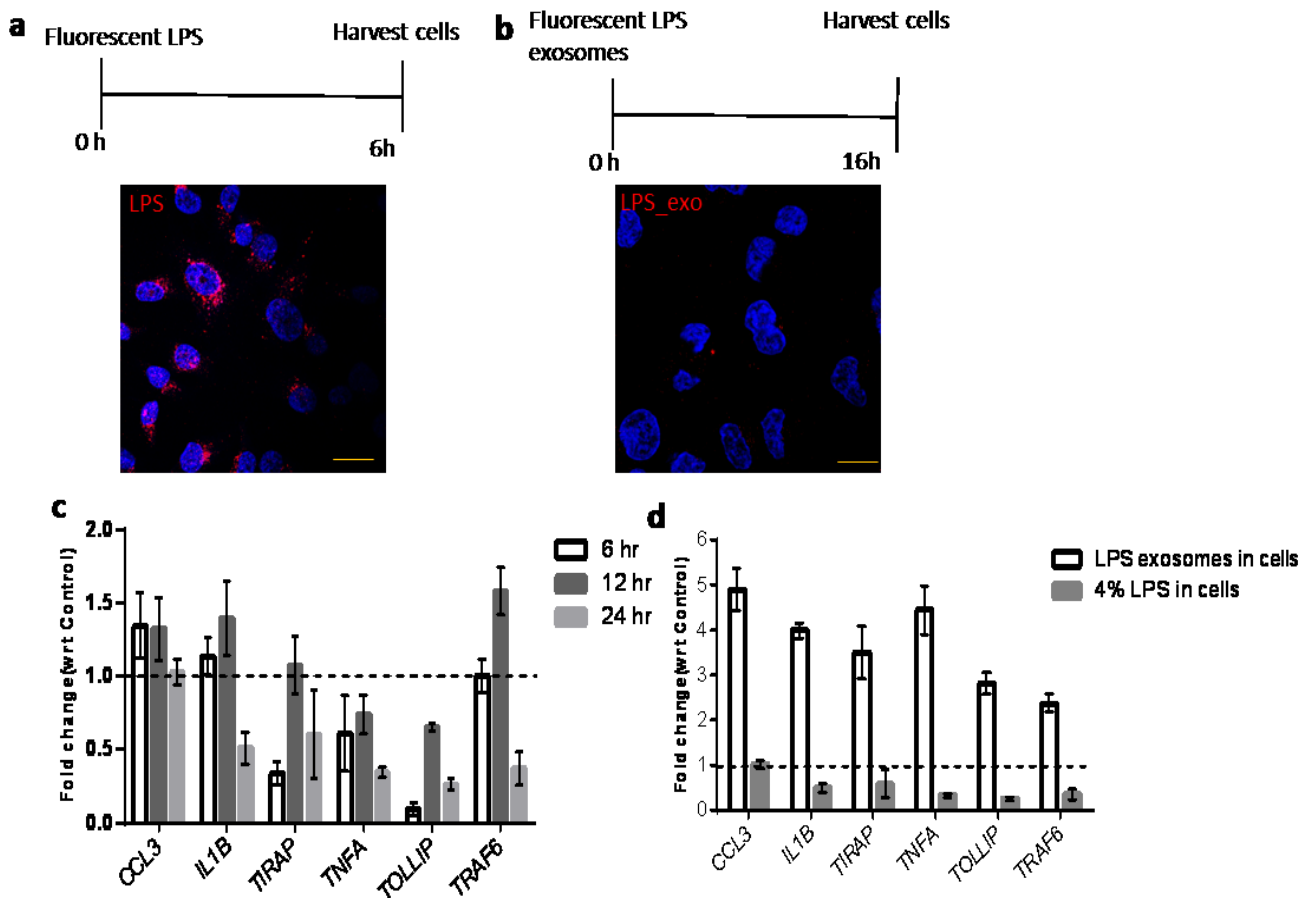 a
Fluorescent LPS
Harvest cells
0 h
6h
LPS
b
Fluorescent LPS
exosomes
Harvest cells
0 h
16h
LPS_exo
c
Fold change(wrt Control)
2.0
1.5
1.0
0.5
0.0
CCL3
IL1B
TIRAP
TNFA
TOLLIP
TRAF6
6 hr
12 hr
24 hr
d
Fold change(wrt Control)
6
5
4
3
2
1
0
CCL3
IL1B
TIRAP
TNFA
TOLLIP
TRAF6
LPS exosomes in cells
4% LPS in cells